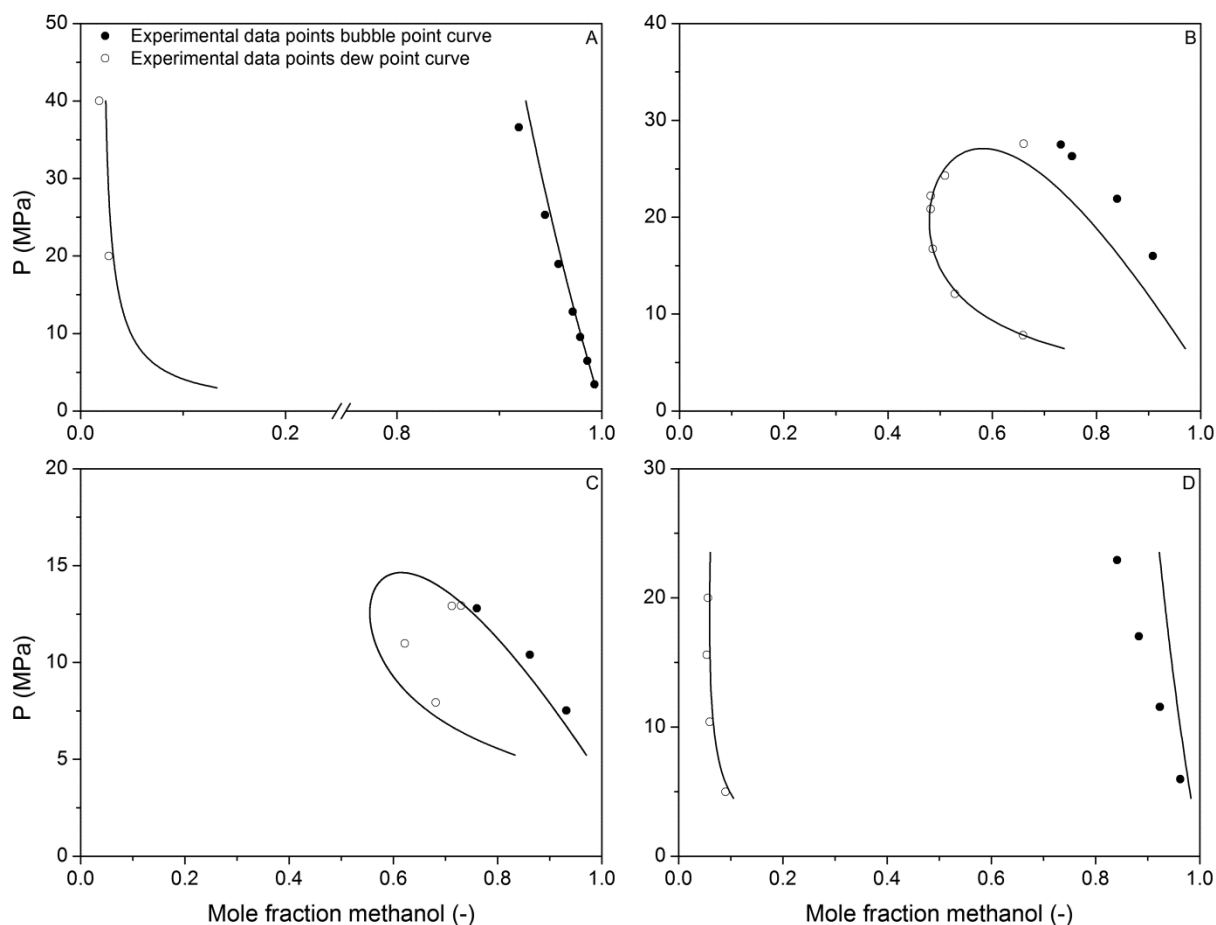 A
Experimental data points bubble point curve
Experimental data points dew point curve
P (MPa)
50
40
30
20
10
0
0.0 0.2 0.8 1.0
B
40
30
20
10
0
0.0 0.2 0.4 0.6 0.8 1.0
C
P (MPa)
20
15
10
5
0
0.0 0.2 0.4 0.6 0.8 1.0
Mole fraction methanol (-)
D
30
20
10
0
0.0 0.2 0.4 0.6 0.8 1.0
Mole fraction methanol (-)